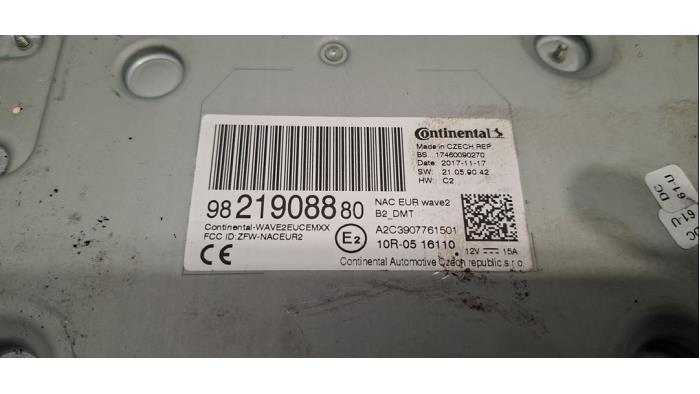 Continental
Made in CZECH REP
BS...17460090270
Date: 2017-11-17
SW: 21.05.90.42
HW: C2
98 219088 80
NAC EUR wave2
B2_DMT
Continental-WAVE2EUCEMXX
FCC ID:ZFW-NACEUR2
CE
E2
A2C3907761501
10R-05 16110
12V 15A
Continental Automotive Czech republic s.r.o.
61-U
DC